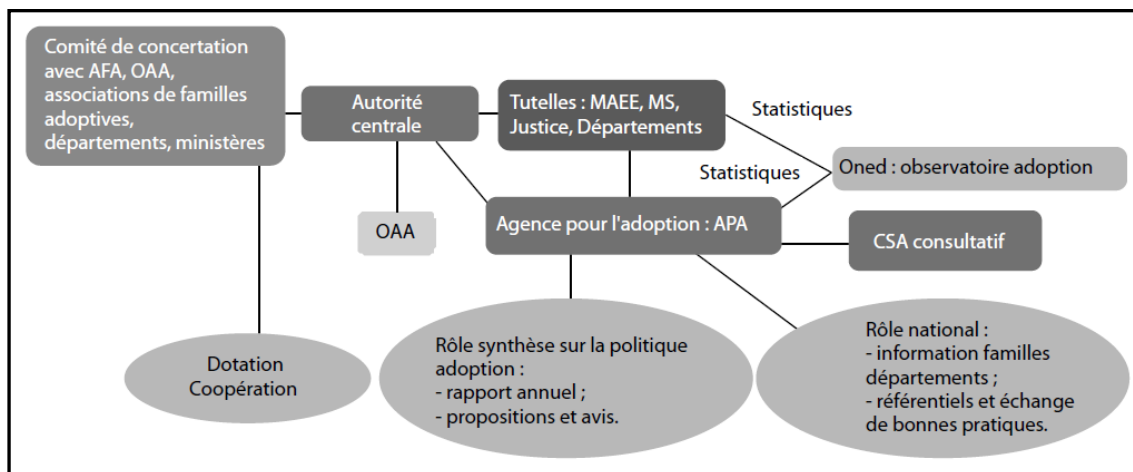 Comité de concertation
avec AFA, OAA,
associations de familles
adoptives,
départements, ministères
Autorité
centrale
Tutelles : MAEE, MS,
Justice, Départements
Statistiques
Statistiques
Oned : observatoire adoption
OAA
Agence pour l'adoption : APA
CSA consultatif
Dotation
Coopération
Rôle synthèse sur la politique
adoption :
- rapport annuel ;
- propositions et avis.
Rôle national :
- information familles
départements ;
- référentiels et échange
de bonnes pratiques.